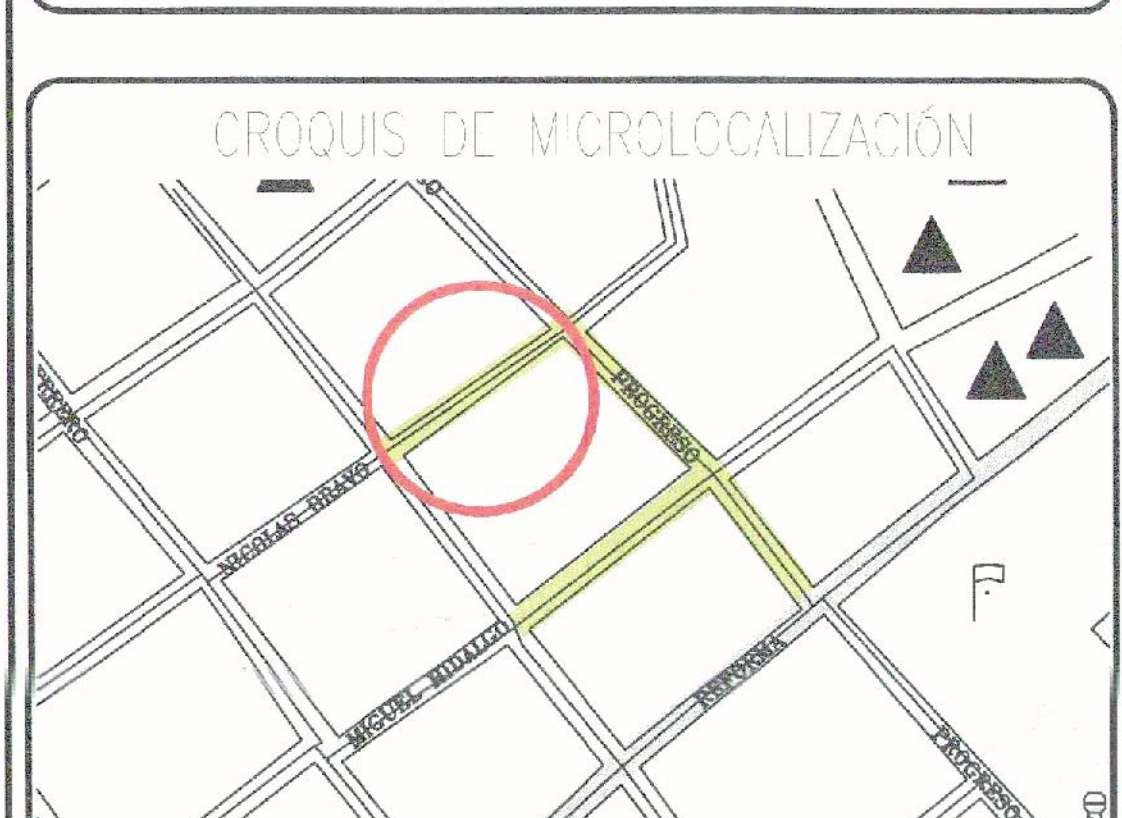 CROQUIS DE MICROLOCALIZACIÓN
PROGRESO
NICOLAS BRAVO
MIGUEL HIDALGO
REFORMA
PROGRESO